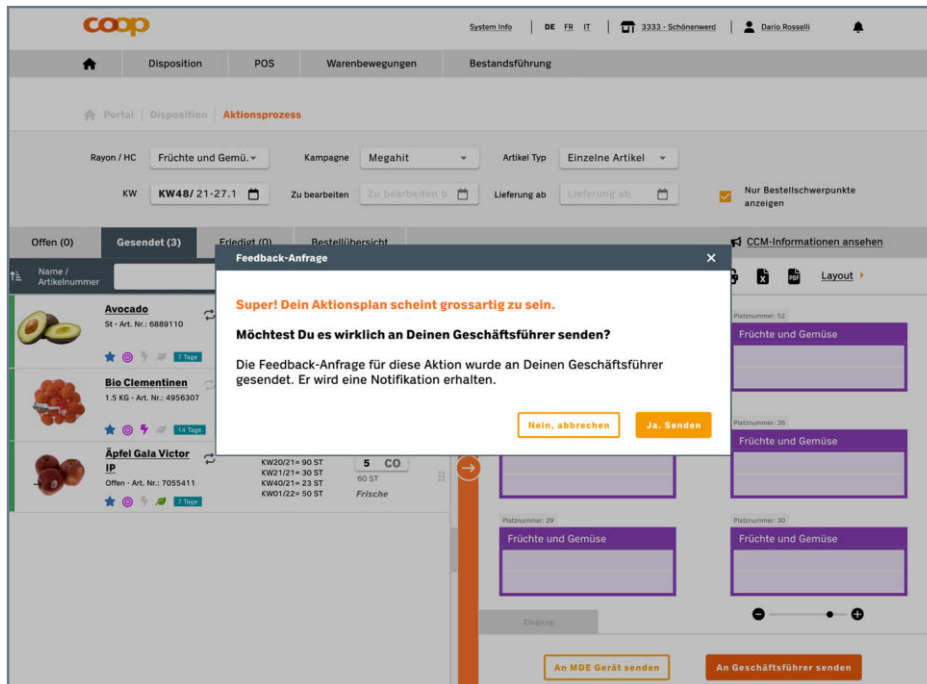 coop
System Info | DE FR IT | 3333 - Schönenwerd | Dario Rosselli
Disposition POS Warenbewegungen Bestandsführung
Portal | Disposition | Aktionsprozess
Rayon / HC Früchte und Gemü. Kampagne Megahit Artikel Typ Einzelne Artikel
KW KW48/ 21-27.1 Zu bearbeiten Zu bearbeiten b Lieferung ab Lieferung ab Nur Bestellschwerpunkte
anzeigen
Offen (0) Gesendet (3) Erledigt (0) Bestellübersicht CCM-Informationen ansehen
Name /
Artikelnummer
X PDF Layout
Feedback-Anfrage
Super! Dein Aktionsplan scheint grossartig zu sein.
Möchtest Du es wirklich an Deinen Geschäftsführer senden?
Die Feedback-Anfrage für diese Aktion wurde an Deinen Geschäftsführer
gesendet. Er wird eine Notifikation erhalten.
Nein, abbrechen Ja. Senden
Avocado
St - Art. Nr.: 6889110
7 Tage
Bio Clementinen
1.5 KG - Art. Nr.: 4956307
14 Tage
Äpfel Gala Victor
IP
Offen - Art. Nr.: 7055411
7 Tage
KW20/21= 90 ST
KW21/21= 30 ST
KW40/21= 23 ST
KW01/22= 50 ST
5 CO
60 ST
Frische
Platznummer: 52
Früchte und Gemüse
Platznummer: 36
Früchte und Gemüse
Platznummer: 29
Früchte und Gemüse
Platznummer: 30
Früchte und Gemüse
Eingang
An MDE Gerät senden An Geschäftsführer senden